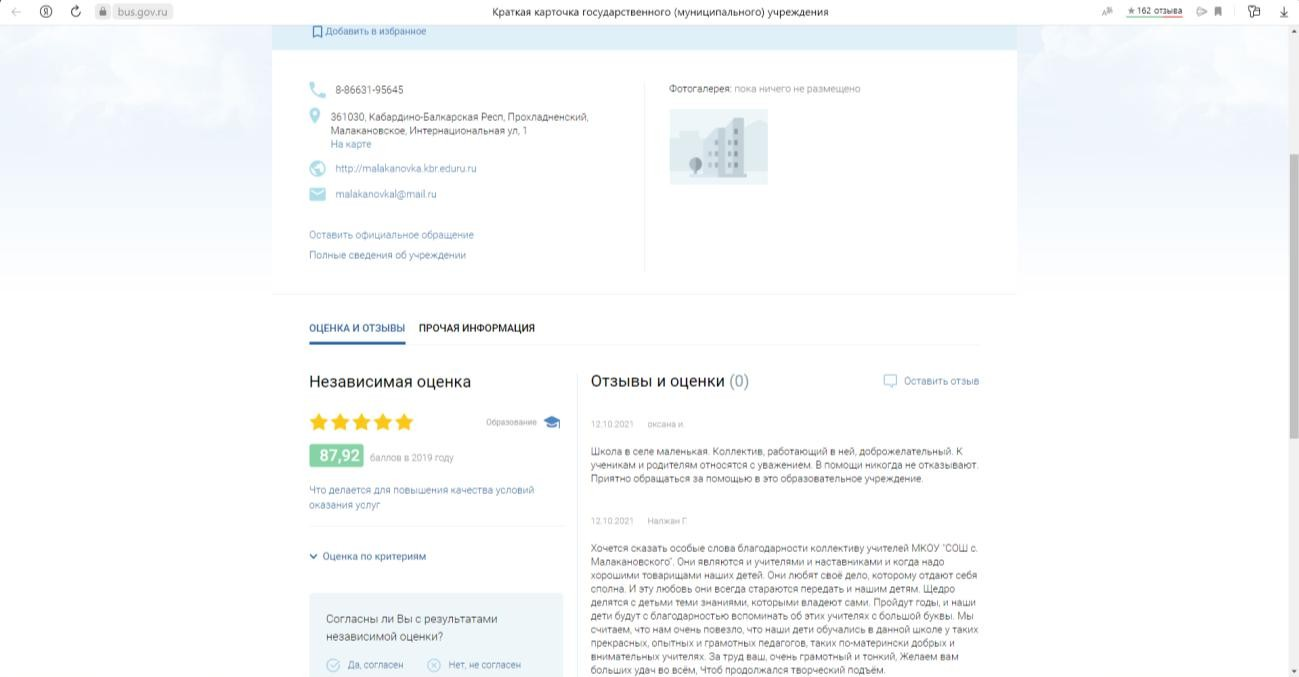 bus.gov.ru
Краткая карточка государственного (муниципального) учреждения
162 отзыва
Добавить в избранное
8-86631-95645
361030, Кабардино-Балкарская Респ, Прохладненский,
Малакановское, Интернациональная ул, 1
На карте
http://malakanovka.kbr.eduru.ru
malakanovkal@mail.ru
Оставить официальное обращение
Полные сведения об учреждении
Фотогалерея: пока ничего не размещено
ОЦЕНКА И ОТЗЫВЫ
ПРОЧАЯ ИНФОРМАЦИЯ
Независимая оценка
Образование
87,92 баллов в 2019 году
Что делается для повышения качества условий
оказания услуг
Оценка по критериям
Согласны ли Вы с результатами
независимой оценки?
Да, согласен
Нет, не согласен
Отзывы и оценки (0)
Оставить отзыв
12.10.2021 оксана и.
Школа в селе маленькая. Коллектив, работающий в ней, доброжелательный. К
ученикам и родителям относятся с уважением. В помощи никогда не отказывают.
Приятно обращаться за помощью в это образовательное учреждение.
12.10.2021 Налжан Г.
Хочется сказать особые слова благодарности коллективу учителей МКОУ "СОШ с.
Малакановского". Они являются и учителями и наставниками и когда надо
хорошими товарищами наших детей. Они любят своё дело, которому отдают себя
сполна. И эту любовь они всегда стараются передать и нашим детям. Щедро
делятся с детьми теми знаниями, которыми владеют сами. Пройдут годы, и наши
дети будут с благодарностью вспоминать об этих учителях с большой буквы. Мы
считаем, что нам очень повезло, что наши дети обучались в данной школе у таких
прекрасных, опытных и грамотных педагогов, таких по-матерински добрых и
внимательных учителях. За труд ваш, очень грамотный и тонкий, Желаем вам
больших удач во всём, Чтоб продолжался творческий подъём.